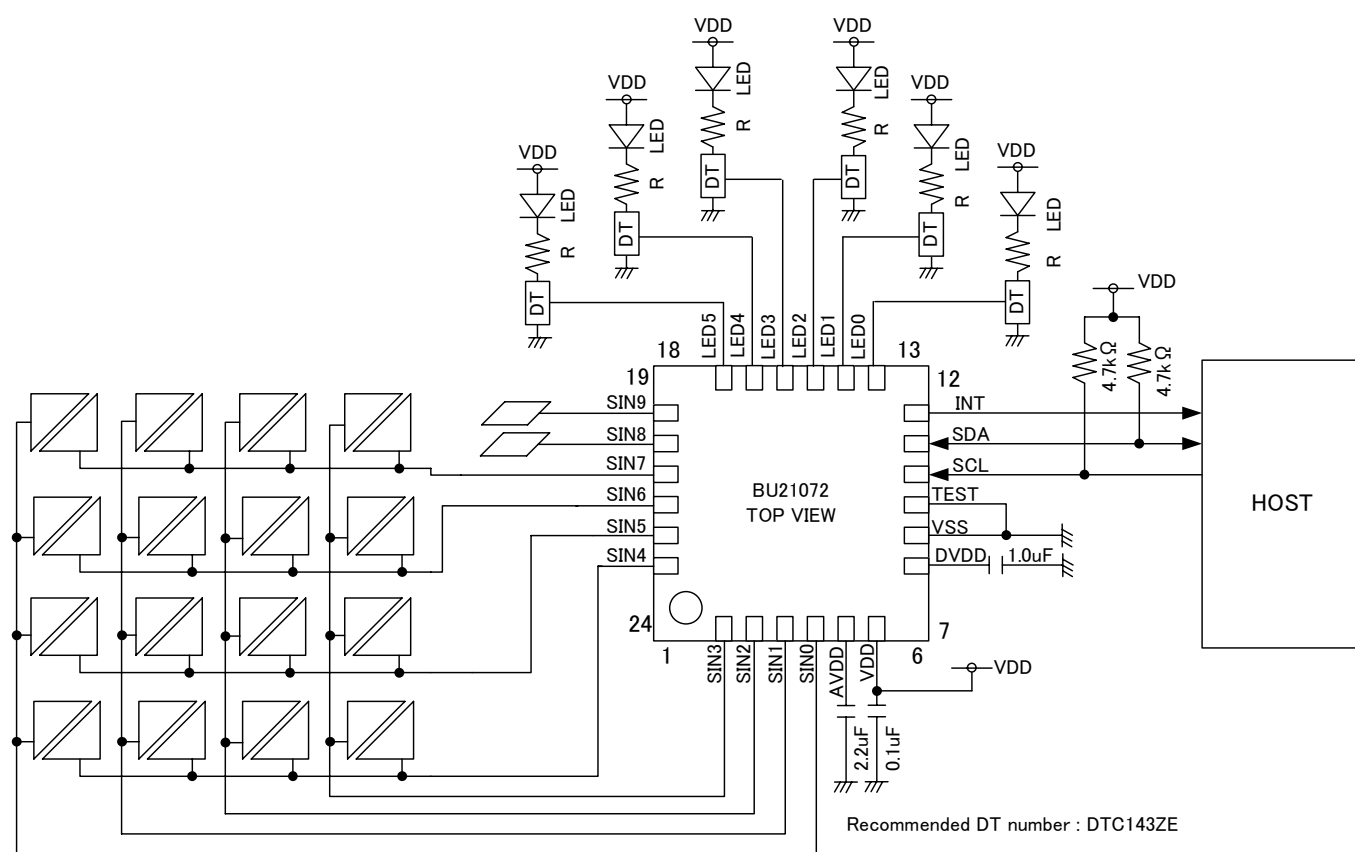 VDD
VDD
VDD
VDD
VDD
VDD
LED
LED
LED
LED
LED
LED
R
R
R
R
R
R
DT
DT
DT
DT
DT
DT
VDD
4.7kΩ
4.7kΩ
LED5
LED4
LED3
LED2
LED1
LED0
18
13
19
12
SIN9
SIN8
SIN7
SIN6
SIN5
SIN4
BU21072
TOP VIEW
INT
SDA
SCL
TEST
VSS
DVDD
1.0uF
HOST
24
7
1
6
SIN3
SIN2
SIN1
SIN0
AVDD
VDD
VDD
2.2uF
0.1uF
Recommended DT number : DTC143ZE